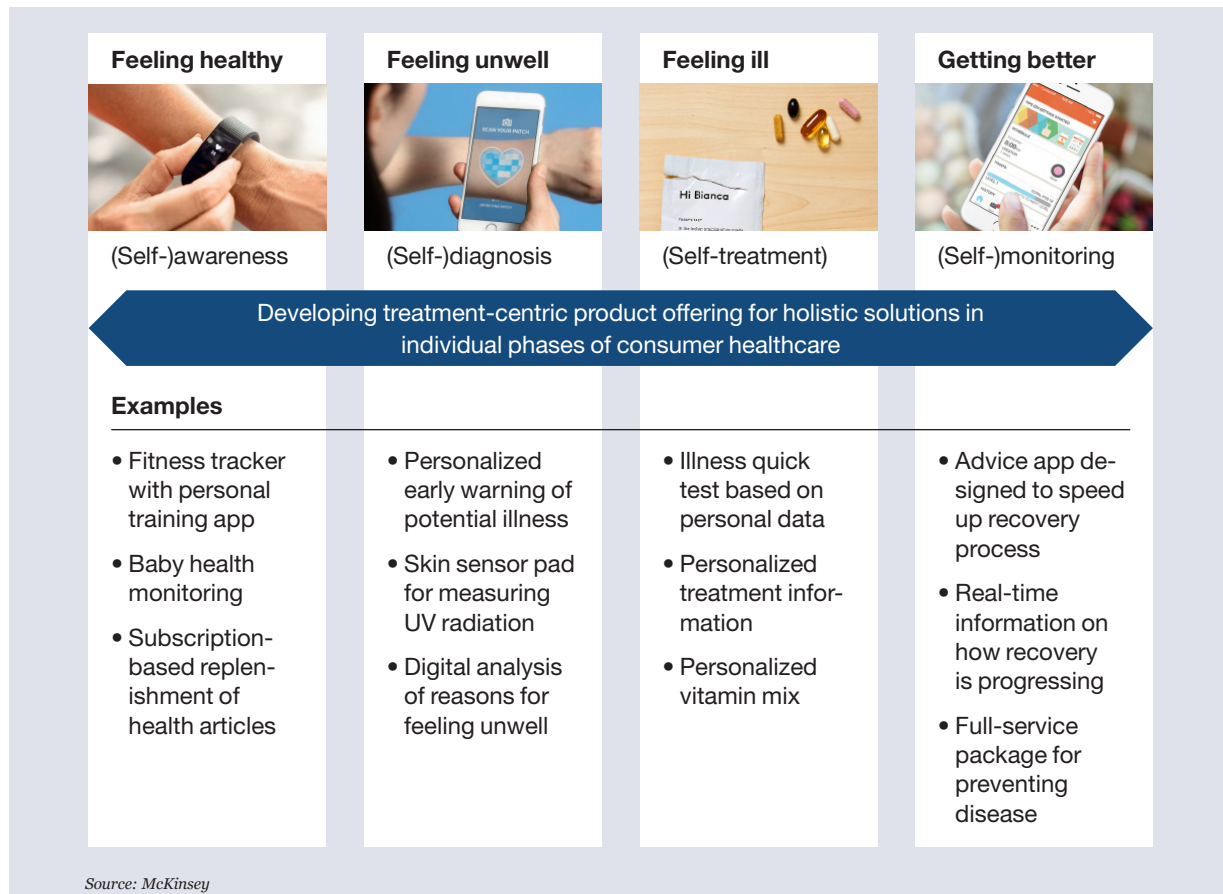 Feeling healthy
Feeling unwell
Feeling ill
Getting better
SCAN YOUR PATCH
Hi Bianca
(Self-)awareness
(Self-)diagnosis
(Self-treatment)
(Self-)monitoring
Developing treatment-centric product offering for holistic solutions in
individual phases of consumer healthcare
Examples
• Fitness tracker
with personal
training app
• Baby health
monitoring
• Subscription-
based replen-
ishment of
health articles
• Personalized
early warning of
potential illness
• Skin sensor pad
for measuring
UV radiation
• Digital analysis
of reasons for
feeling unwell
• Illness quick
test based on
personal data
• Personalized
treatment infor-
mation
• Personalized
vitamin mix
• Advice app de-
signed to speed
up recovery
process
• Real-time
information on
how recovery
is progressing
• Full-service
package for
preventing
disease
Source: McKinsey